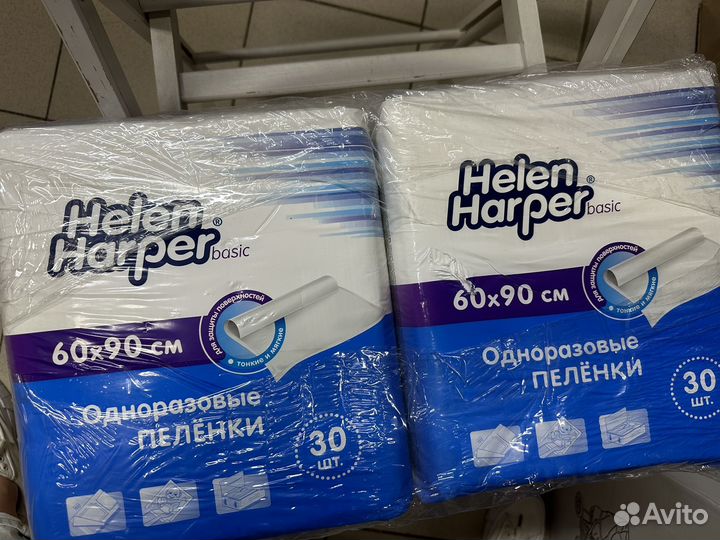 Helen
Harper®
basic
60x90 см
для защиты поверхностей
• тонкие и мягкие •
Одноразовые
ПЕЛЁНКИ
30
шт.
Helen
Harper®
basic
60x90 см
для защиты поверхностей
• тонкие и мягкие •
Одноразовые
ПЕЛЁНКИ
30
шт.
Avito